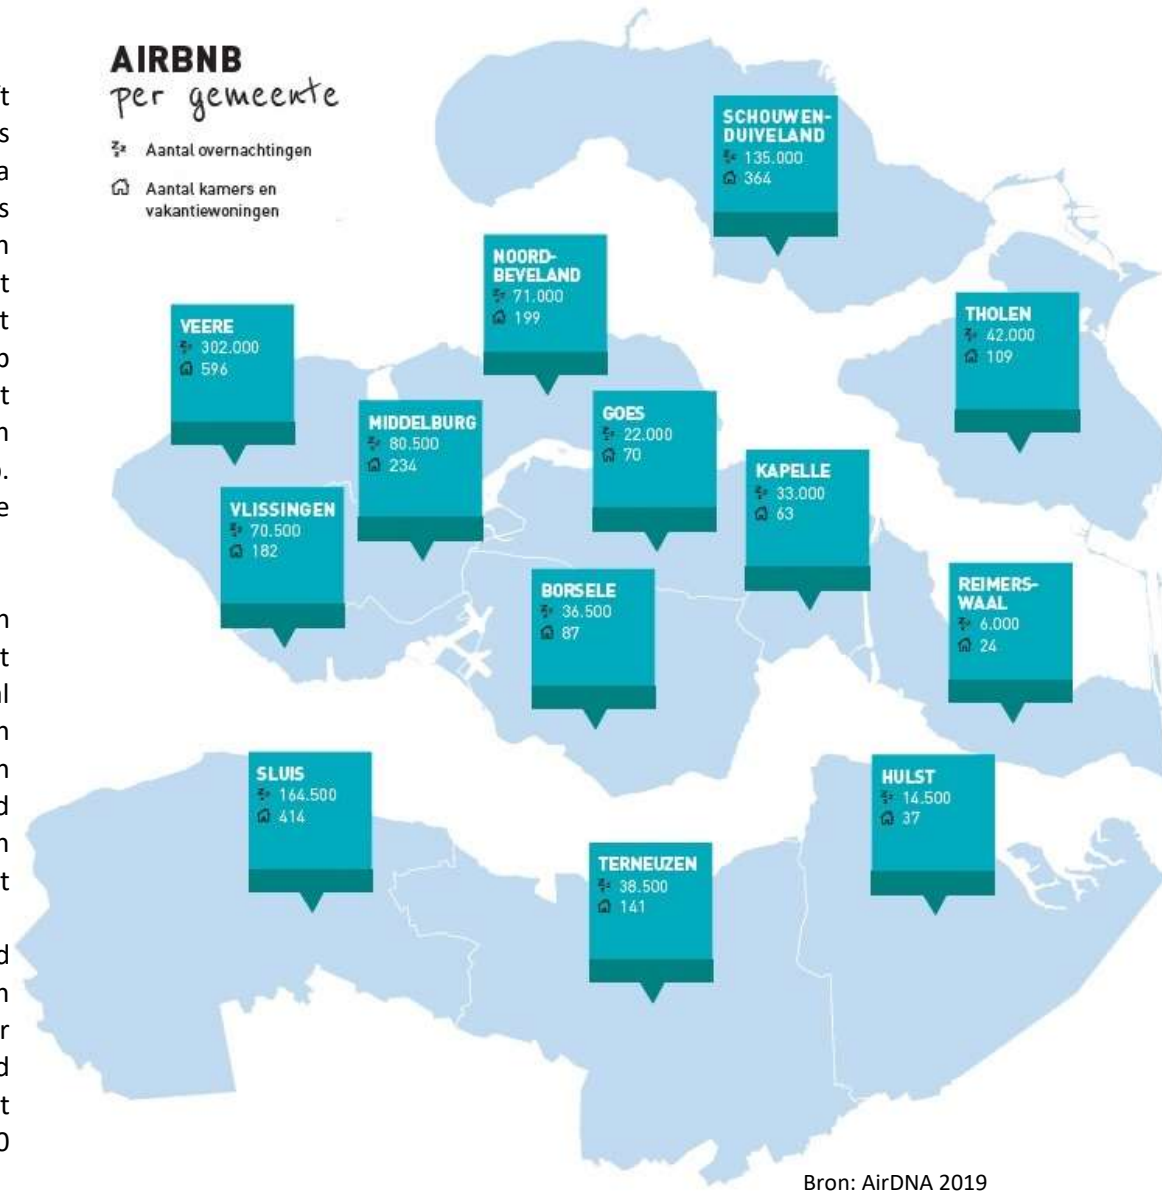 AIRBNB
per gemeente
Aantal overnachtingen
Aantal kamers en
vakantiewoningen
SCHOUWEN-
DUIVELAND
135.000
364
NOORD-
BEVELAND
71.000
199
THOLEN
42.000
109
VEERE
302.000
596
MIDDELBURG
80.500
234
GOES
22.000
70
KAPELLE
33.000
63
VLISSINGEN
70.500
182
BORSELE
36.500
87
REIMERS-
WAAL
6.000
24
SLUIS
164.500
414
TERNEUZEN
38.500
141
HULST
14.500
37
Bron: AirDNA 2019